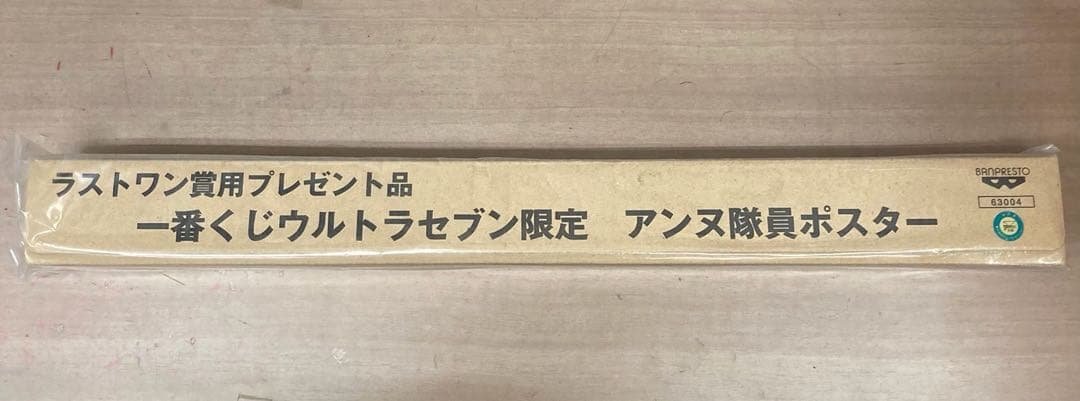 ラストワン賞用プレゼント品
一番くじウルトラセブン限定　アンヌ隊員ポスター
BANPRESTO
63004